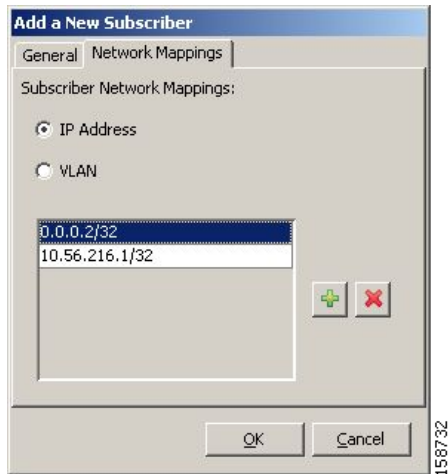 Add a New Subscriber
General Network Mappings
Subscriber Network Mappings:
IP Address
VLAN
0.0.0.2/32
10.56.216.1/32
OK Cancel
158732